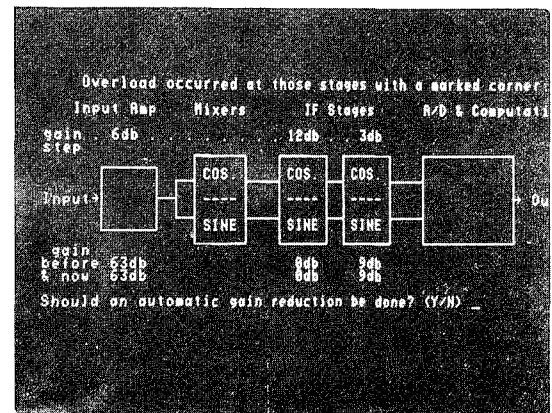 Overload occurred at those stages with a marked corner:
Input Amp Mixers IF Stages A/D & Computati
gain . 6db . . . . . . . . . . 12db . . 3db
step
COS. COS. COS.
Input→ ---- ---- ---- → Ou
SINE SINE SINE
gain
before 63db 0db 9db
& now 63db 0db 9db
Should an automatic gain reduction be done? (Y/N) _